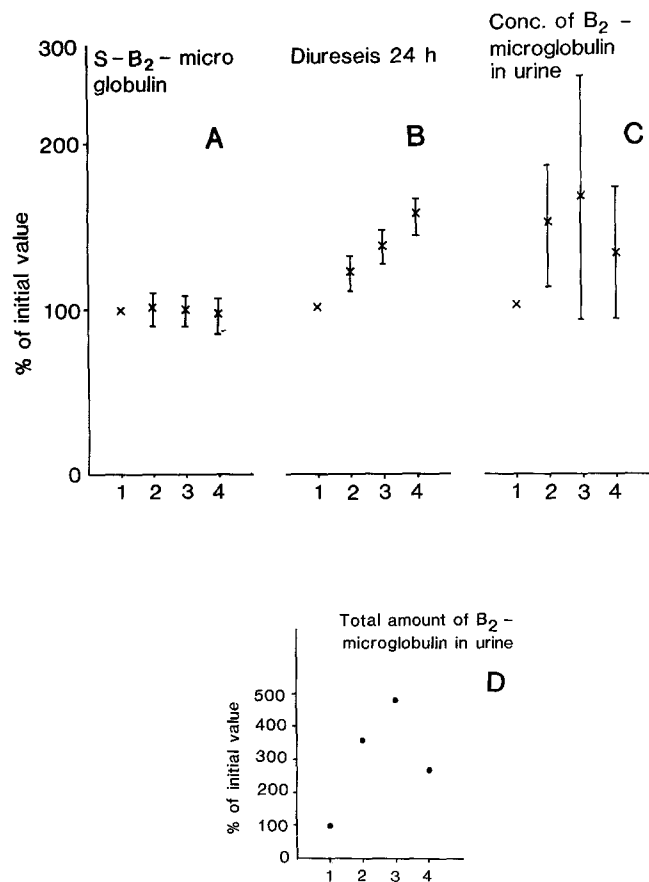 S-B2-micro
globulin
Diureseis 24 h
Conc. of B2-
microglobulin
in urine
A
B
C
% of initial value
300
200
100
0
1 2 3 4
1 2 3 4
1 2 3 4
Total amount of B2-
microglobulin in urine
D
% of initial value
500
400
300
200
100
0
1 2 3 4